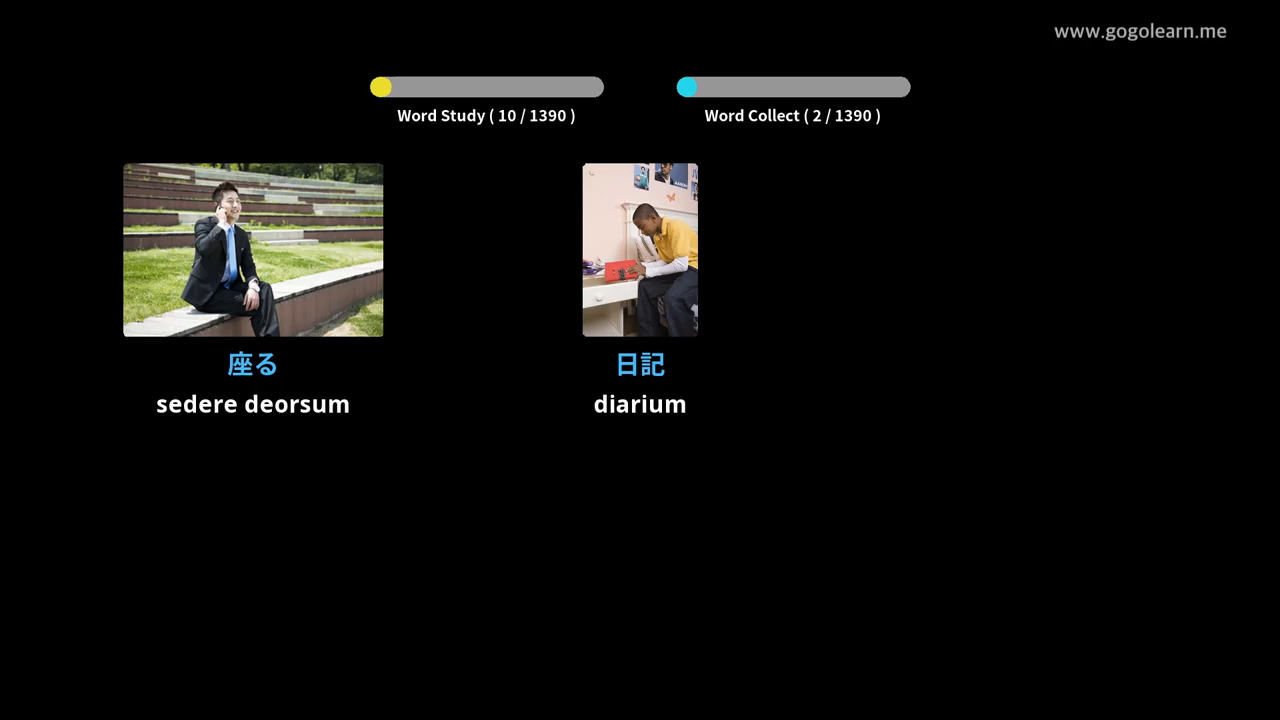 www.gogolearn.me
Word Study ( 10 / 1390 )
Word Collect ( 2 / 1390 )
座る
sedere deorsum
日記
diarium